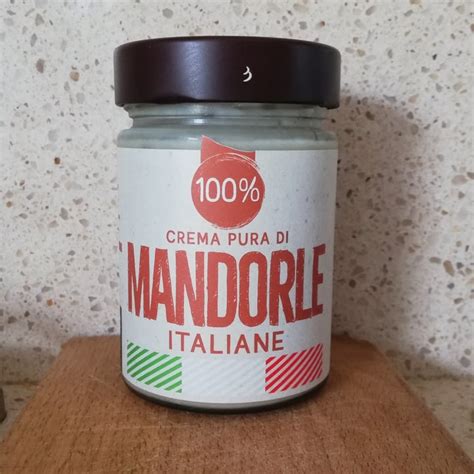 100%
CREMA PURA DI
MANDORLE
ITALIANE